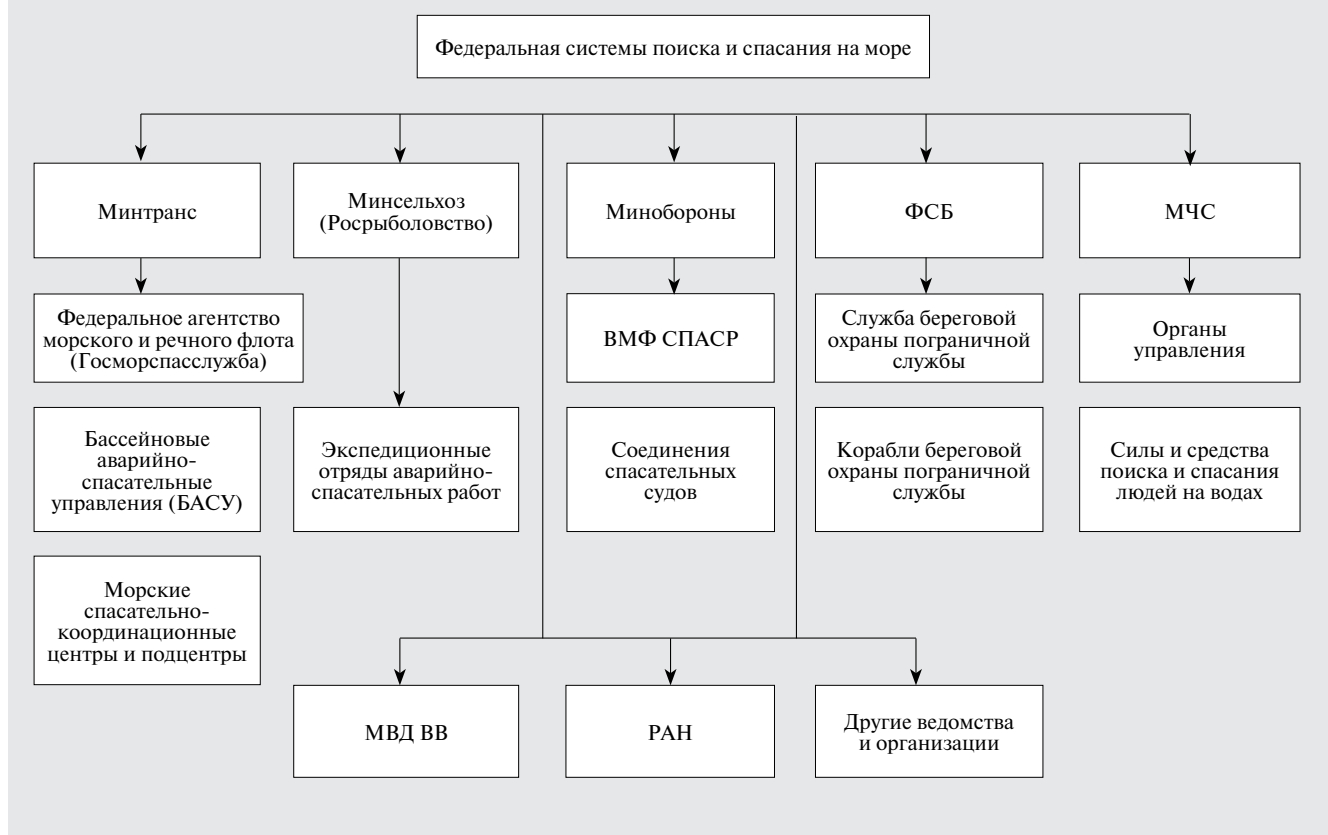 Федеральная системы поиска и спасания на море
Минтранс
Минсельхоз
(Росрыболовство)
Минобороны
ФСБ
МЧС
Федеральное агентство
морского и речного флота
(Госморспасслужба)
ВМФ СПАСР
Служба береговой
охраны пограничной
службы
Органы
управления
Бассейновые
аварийно-
спасательные
управления (БАСУ)
Экспедиционные
отряды аварийно-
спасательных работ
Соединения
спасательных
судов
Корабли береговой
охраны пограничной
службы
Силы и средства
поиска и спасания
людей на водах
Морские
спасательно-
координационные
центры и подцентры
МВД ВВ
РАН
Другие ведомства
и организации